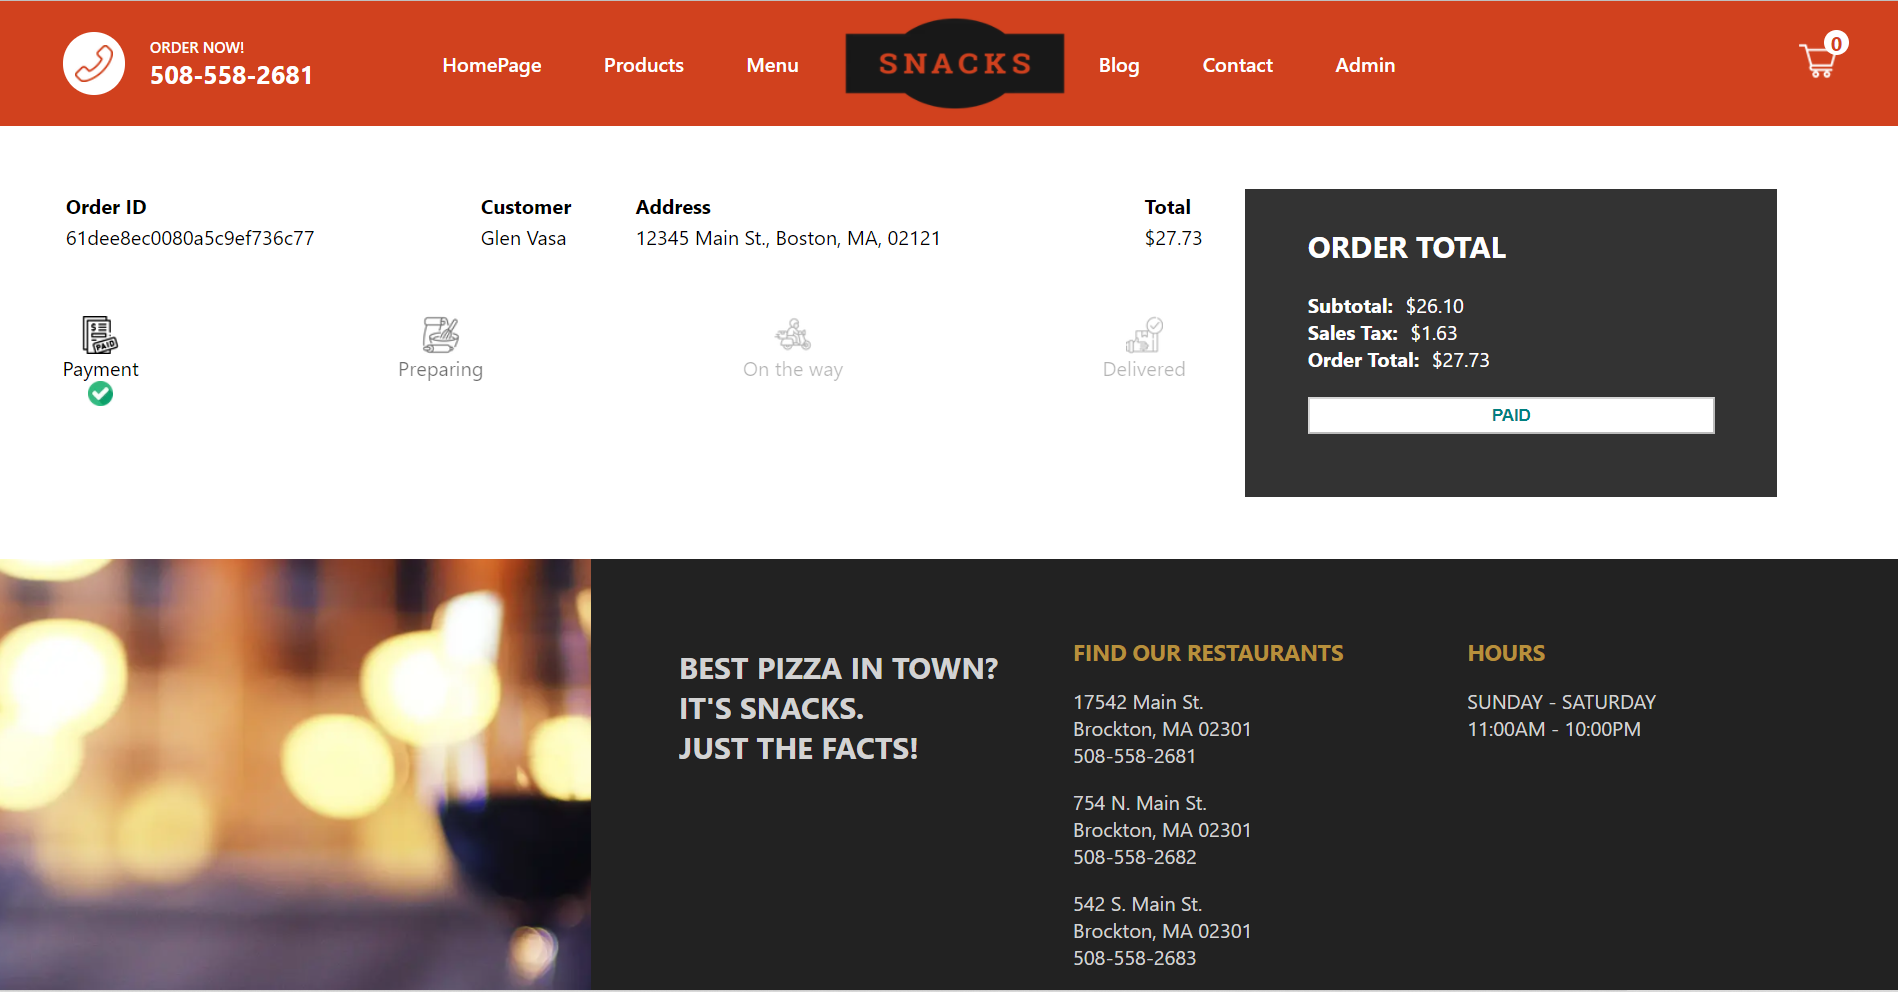 ORDER NOW!
508-558-2681
HomePage
Products
Menu
SNACKS
Blog
Contact
Admin
0
Order ID
61dee8ec0080a5c9ef736c77
Customer
Glen Vasa
Address
12345 Main St., Boston, MA, 02121
Total
$27.73
PAID
Payment
Preparing
On the way
Delivered
ORDER TOTAL
Subtotal: $26.10
Sales Tax: $1.63
Order Total: $27.73
PAID
BEST PIZZA IN TOWN?
IT'S SNACKS.
JUST THE FACTS!
FIND OUR RESTAURANTS
17542 Main St.
Brockton, MA 02301
508-558-2681
754 N. Main St.
Brockton, MA 02301
508-558-2682
542 S. Main St.
Brockton, MA 02301
508-558-2683
HOURS
SUNDAY - SATURDAY
11:00AM - 10:00PM